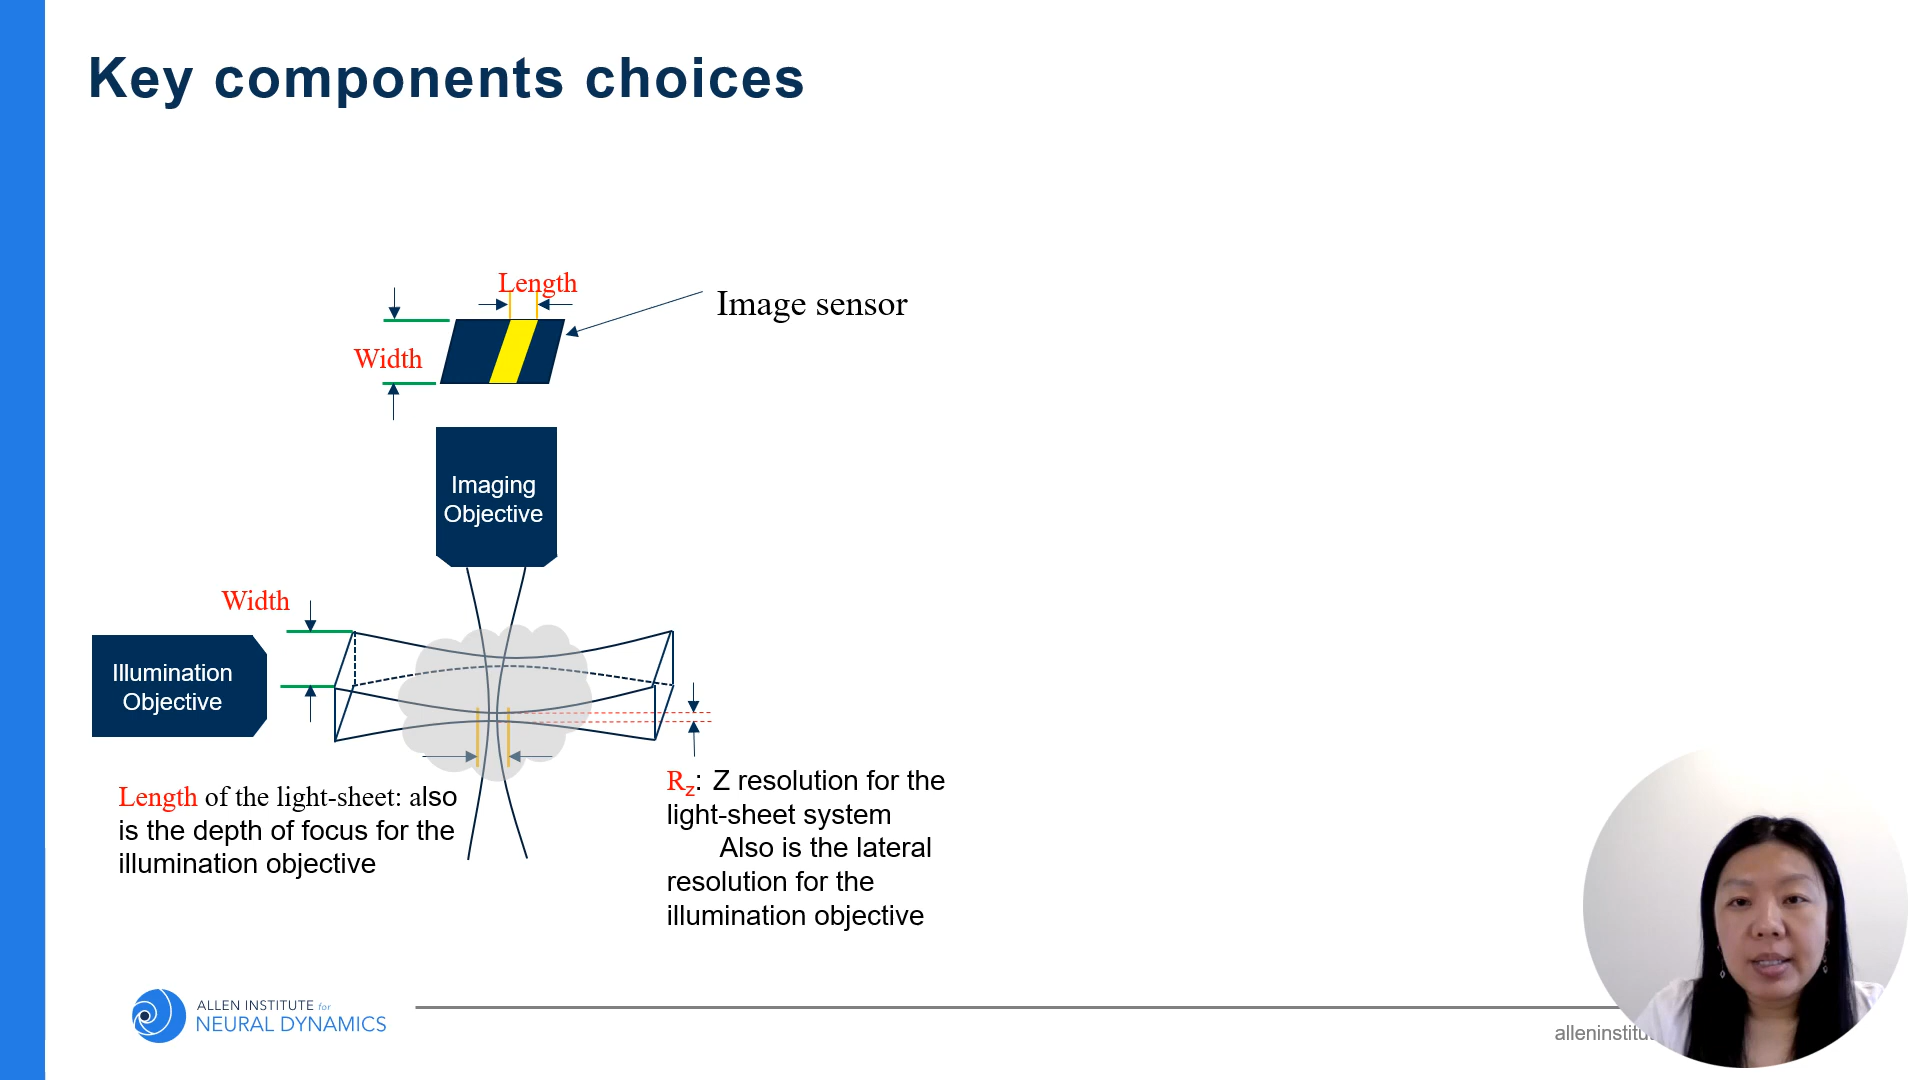 Key components choices
Length
Image sensor
Width
Imaging
Objective
Width
Illumination
Objective
Length of the light-sheet: also
is the depth of focus for the
illumination objective
Rz: Z resolution for the
light-sheet system
Also is the lateral
resolution for the
illumination objective
ALLEN INSTITUTE for
NEURAL DYNAMICS